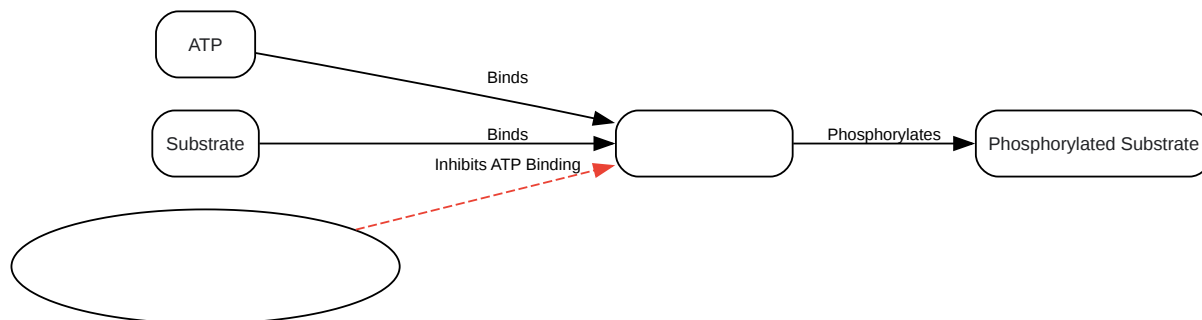 ATP
Binds
Substrate
Binds
Phosphorylates
Phosphorylated Substrate
Inhibits ATP Binding